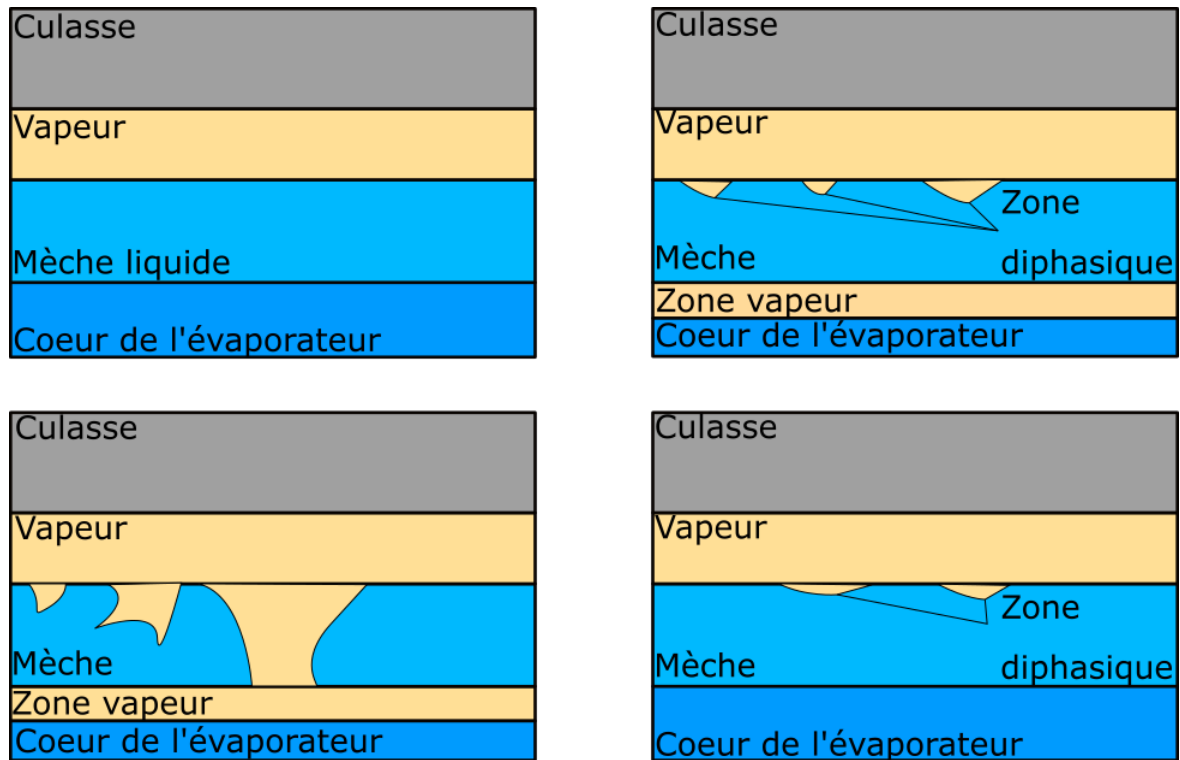 Culasse
Vapeur
Mèche liquide
Coeur de l'évaporateur
Culasse
Vapeur
Zone
diphasique
Mèche
Zone vapeur
Coeur de l'évaporateur
Culasse
Vapeur
Mèche
Zone vapeur
Coeur de l'évaporateur
Culasse
Vapeur
Zone
diphasique
Mèche
Coeur de l'évaporateur